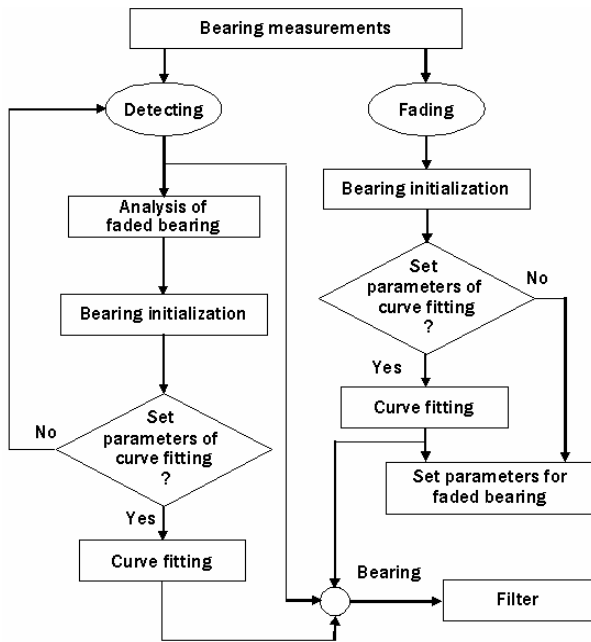 Bearing measurements
Detecting
Fading
Analysis of
faded bearing
Bearing initialization
Set
parameters of
curve fitting
?
No
Yes
Curve fitting
Bearing initialization
Set
parameters of
curve fitting
?
No
Yes
Curve fitting
Set parameters for
faded bearing
Bearing
Filter